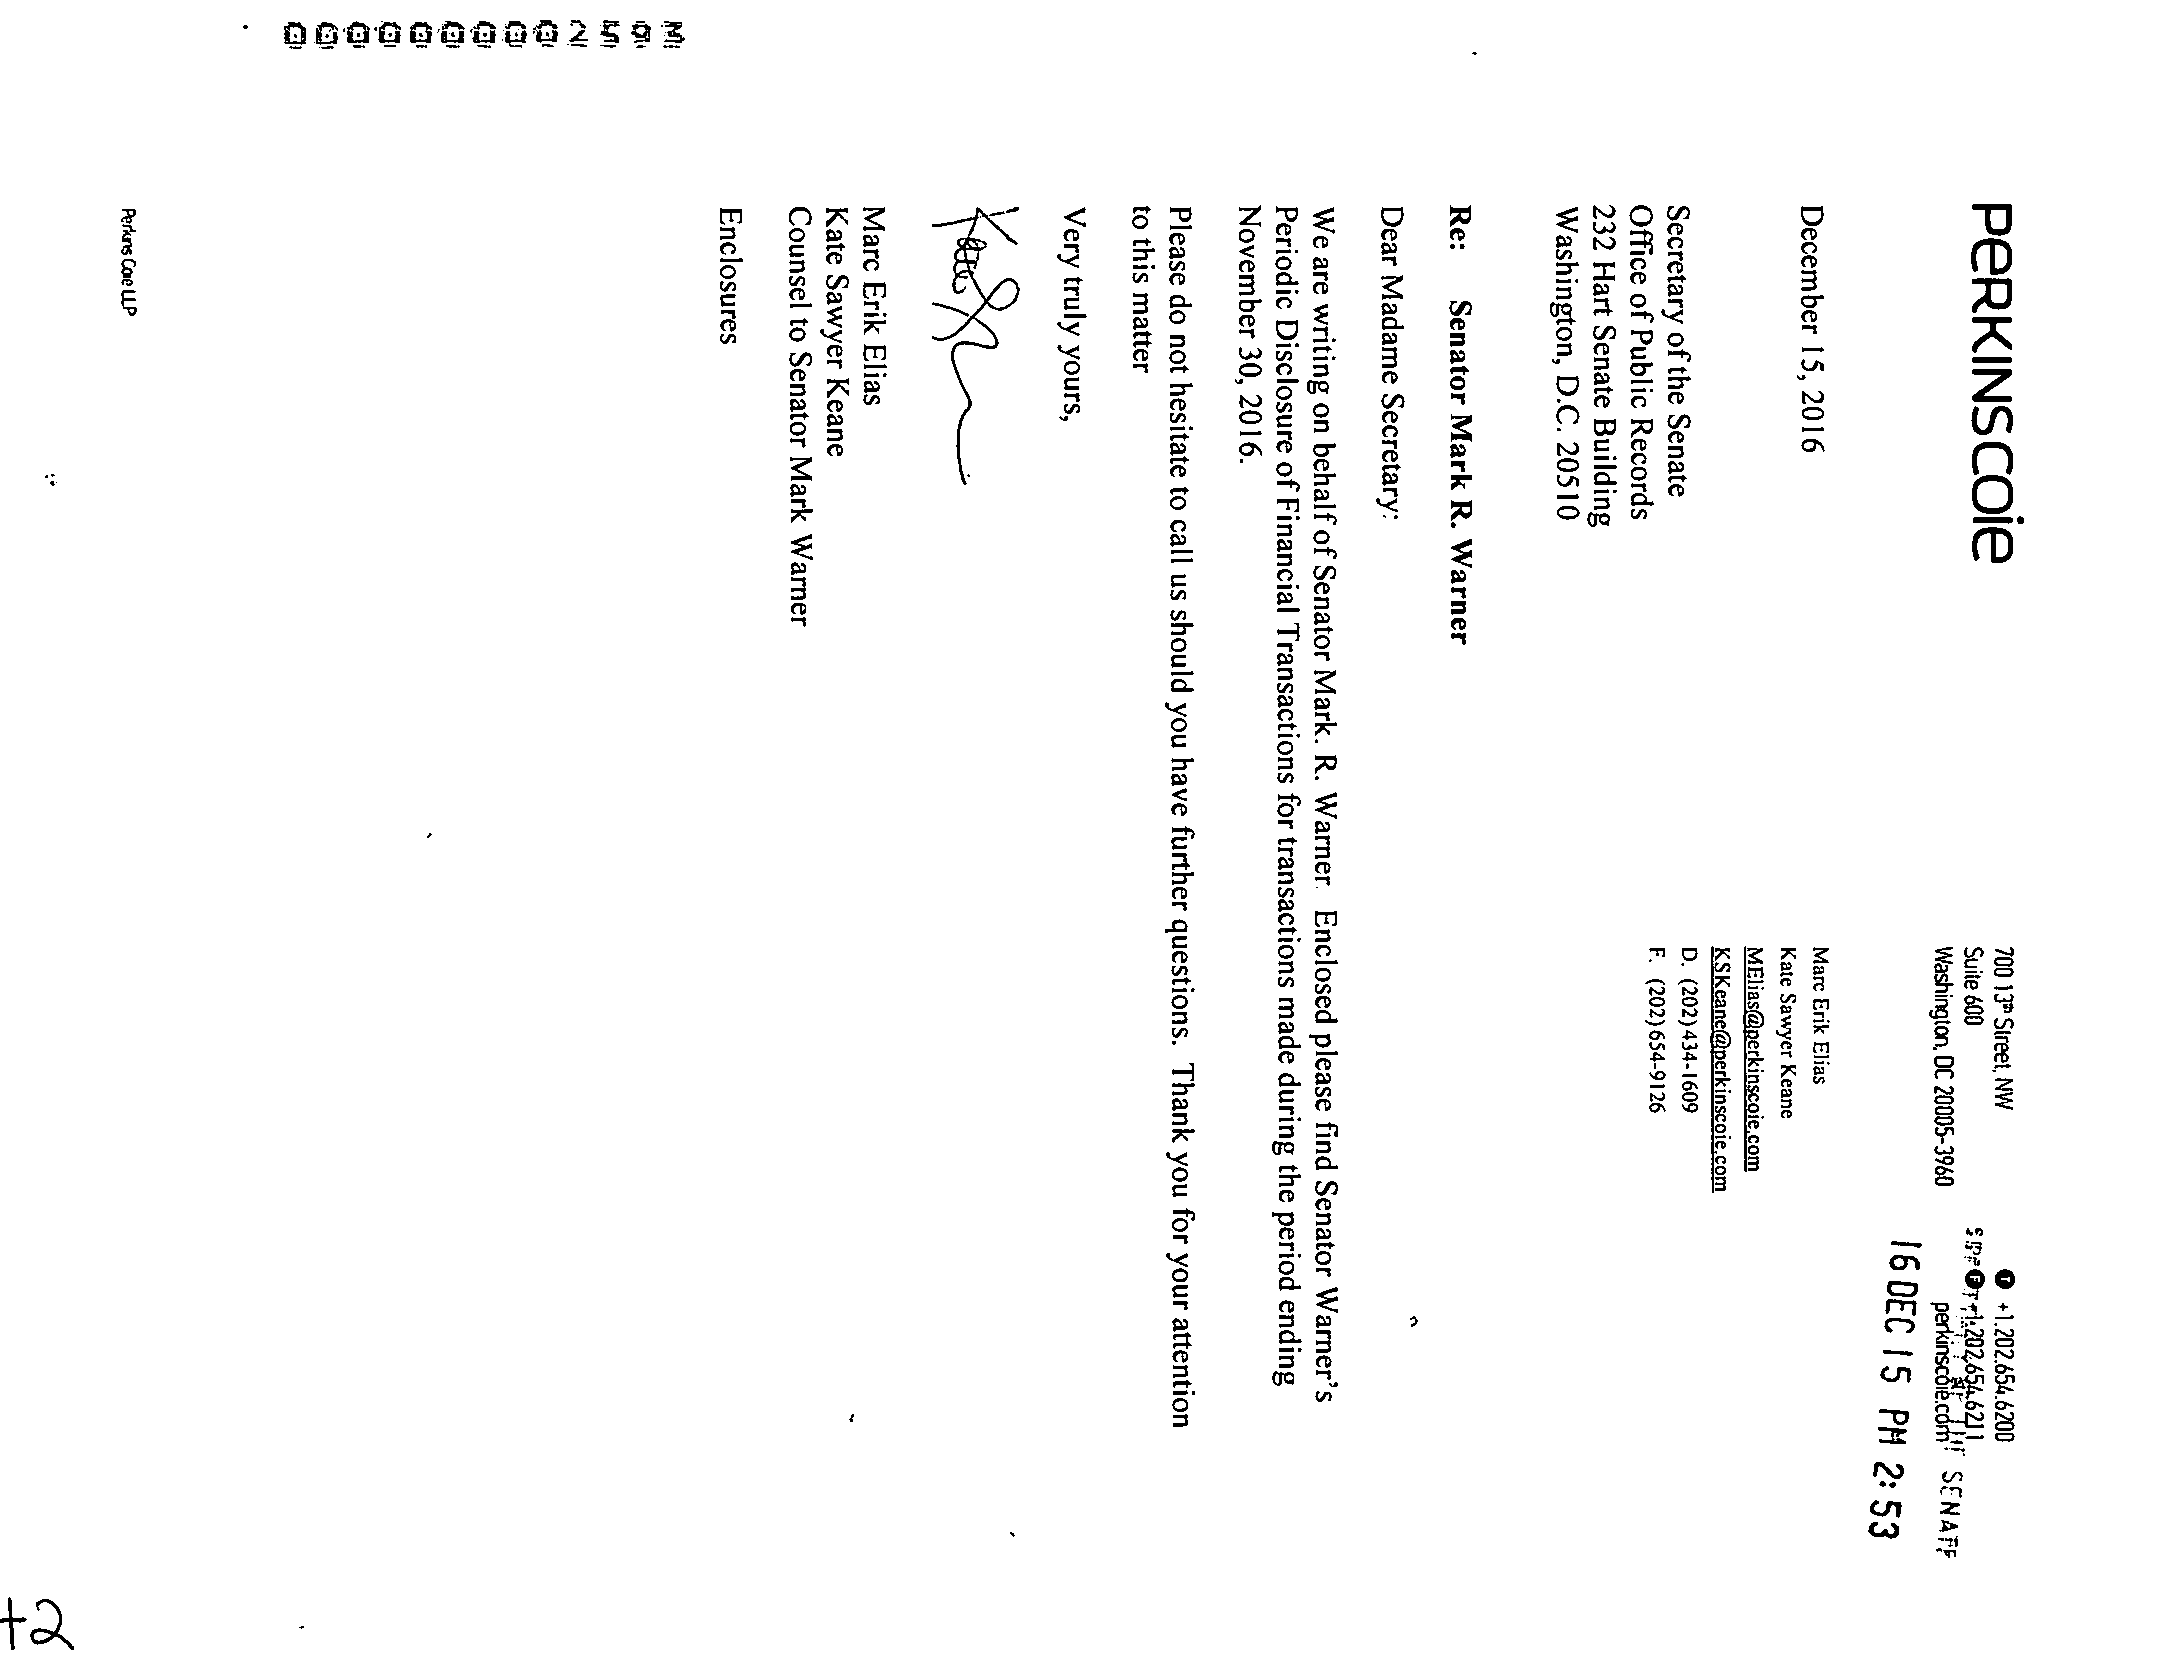 PERKINSCOIE
700 13th Street, NW
Suite 600
Washington, DC 20005-3960
+1.202.654.6200
+1.202.654.6211
perkinscoie.com
SENATE
16 DEC 15 PM 2:53
December 15, 2016
Marc Erik Elias
Kate Sawyer Keane
MElias@perkinscoie.com
KSKeane@perkinscoie.com
D. (202) 434-1609
F. (202) 654-9126
Secretary of the Senate
Office of Public Records
232 Hart Senate Building
Washington, D.C. 20510
Re: Senator Mark R. Warner
Dear Madame Secretary:
We are writing on behalf of Senator Mark. R. Warner. Enclosed please find Senator Warner's
Periodic Disclosure of Financial Transactions for transactions made during the period ending
November 30, 2016.
Please do not hesitate to call us should you have further questions. Thank you for your attention
to this matter
Very truly yours,
Marc Erik Elias
Kate Sawyer Keane
Counsel to Senator Mark Warner
Enclosures
Perkins Coie LLP
+2